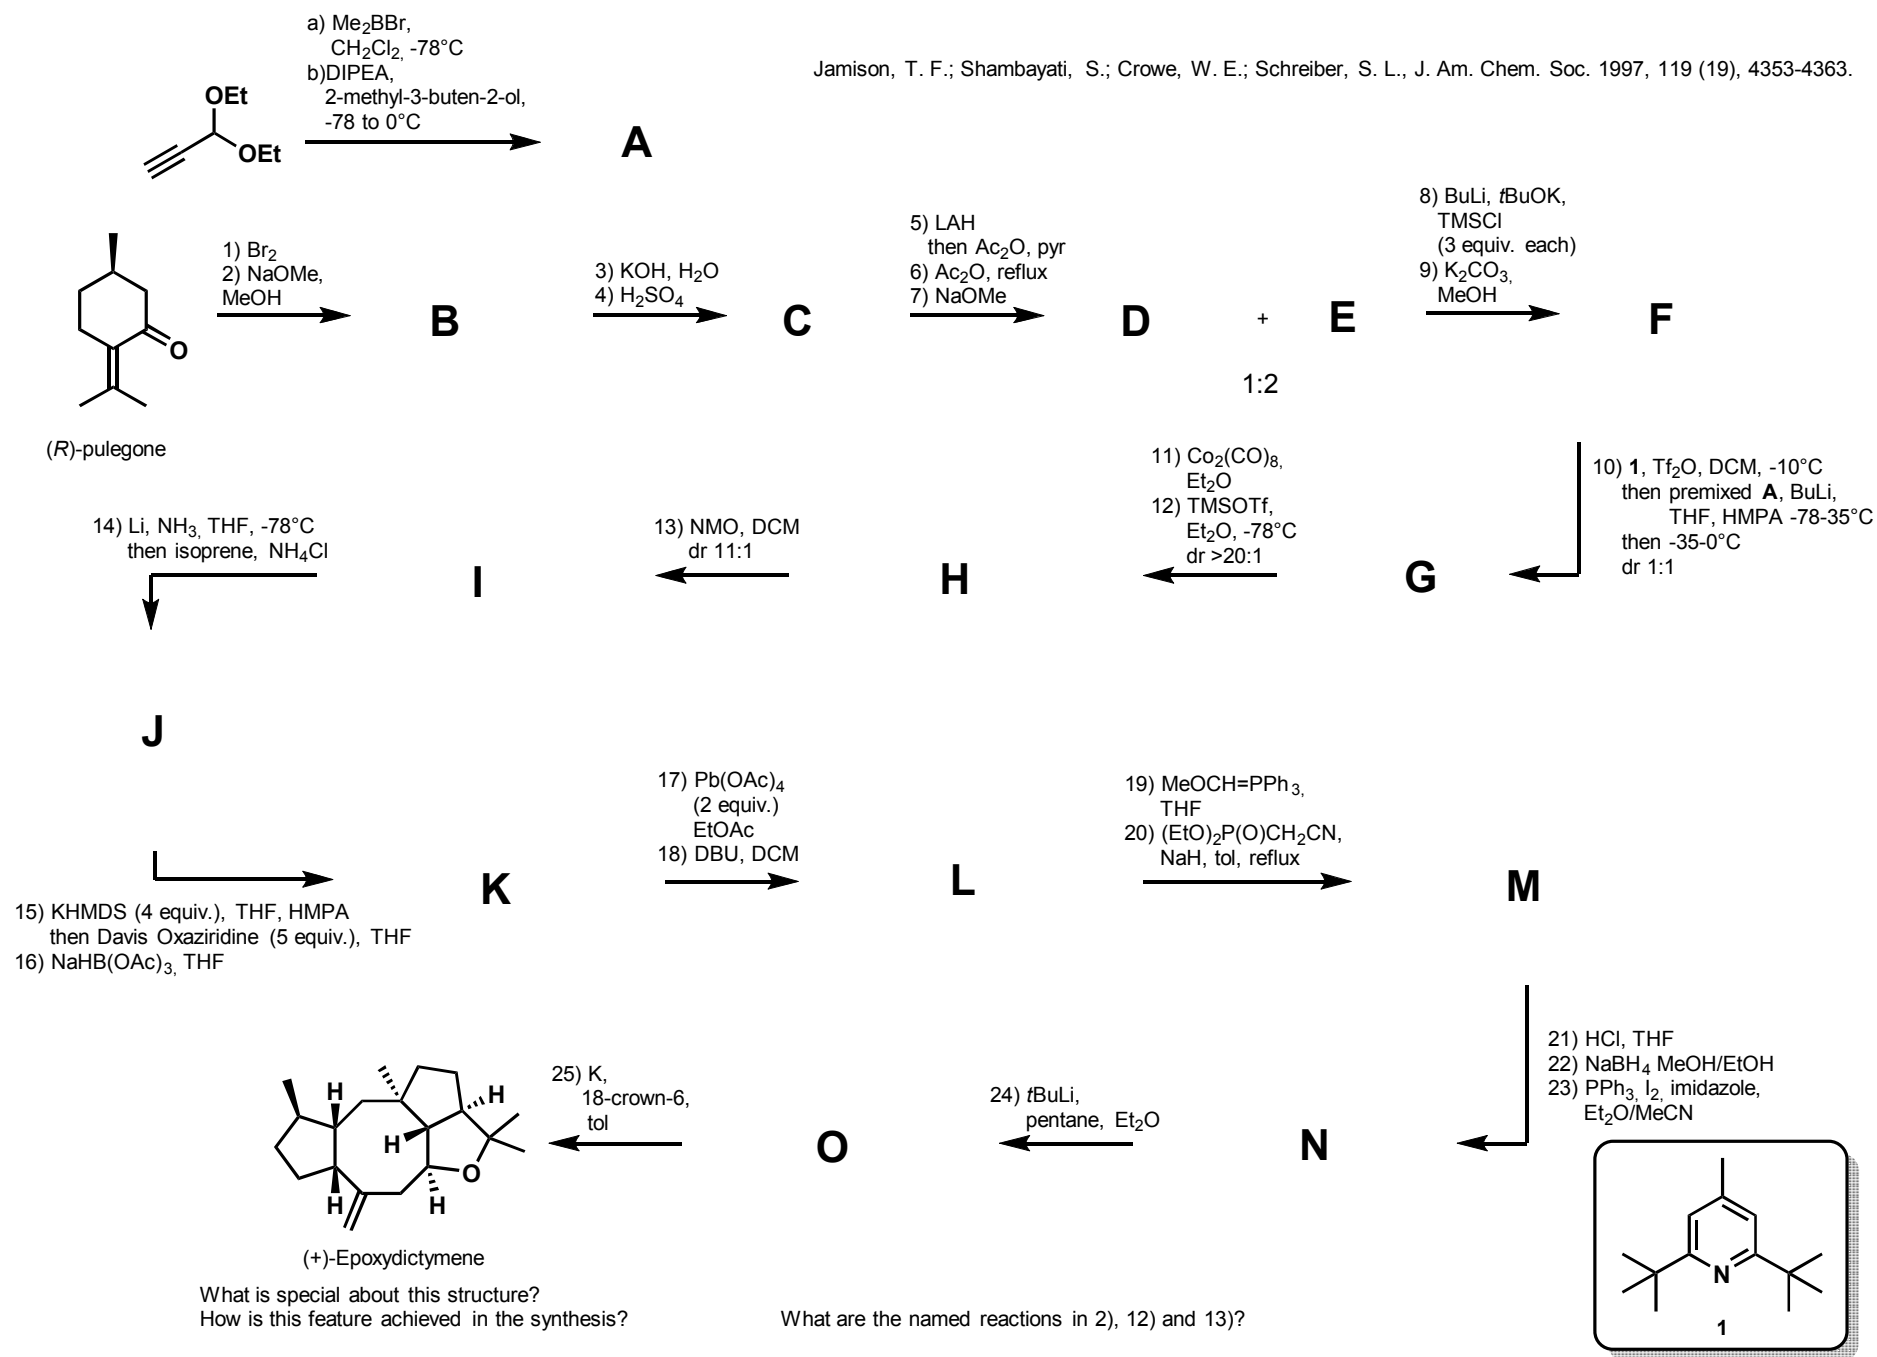 a) Me2BBr,
CH2Cl2, -78°C
b)DIPEA,
2-methyl-3-buten-2-ol,
-78 to 0°C
Jamison, T. F.; Shambayati, S.; Crowe, W. E.; Schreiber, S. L., J. Am. Chem. Soc. 1997, 119 (19), 4353-4363.
OEt
OEt
A
1) Br2
2) NaOMe,
MeOH
B
3) KOH, H2O
4) H2SO4
C
5) LAH
then Ac2O, pyr
6) Ac2O, reflux
7) NaOMe
D
+
E
1:2
8) BuLi, tBuOK,
TMSCl
(3 equiv. each)
9) K2CO3,
MeOH
F
O
(R)-pulegone
10) 1, Tf2O, DCM, -10°C
then premixed A, BuLi,
THF, HMPA -78-35°C
then -35-0°C
dr 1:1
G
11) Co2(CO)8,
Et2O
12) TMSOTf,
Et2O, -78°C
dr >20:1
H
13) NMO, DCM
dr 11:1
I
14) Li, NH3, THF, -78°C
then isoprene, NH4Cl
J
15) KHMDS (4 equiv.), THF, HMPA
then Davis Oxaziridine (5 equiv.), THF
16) NaHB(OAc)3, THF
K
17) Pb(OAc)4
(2 equiv.)
EtOAc
18) DBU, DCM
L
19) MeOCH=PPh3,
THF
20) (EtO)2P(O)CH2CN,
NaH, tol, reflux
M
21) HCl, THF
22) NaBH4 MeOH/EtOH
23) PPh3, I2, imidazole,
Et2O/MeCN
N
24) tBuLi,
pentane, Et2O
O
25) K,
18-crown-6,
tol
H
H
H
H
H
O
(+)-Epoxydictymene
What is special about this structure?
How is this feature achieved in the synthesis?
What are the named reactions in 2), 12) and 13)?
N
1